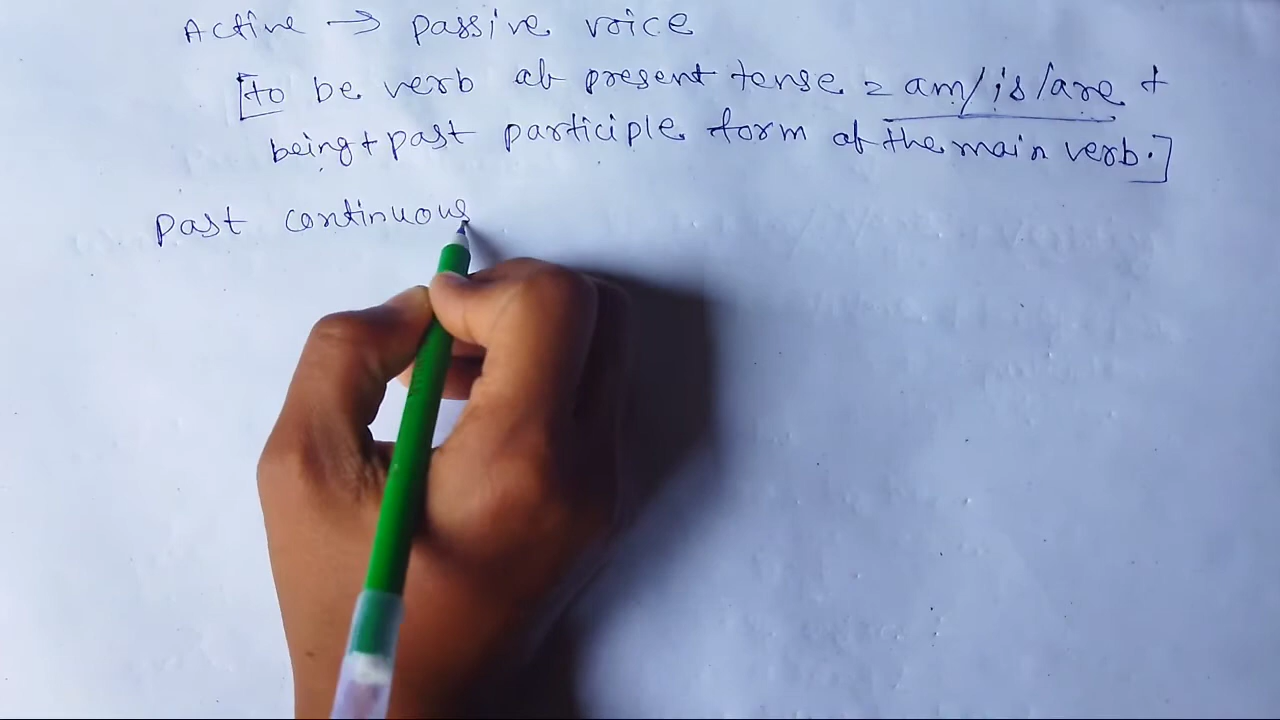 Active → passive voice
[To be verb of present tense = am/is/are +
being + past participle form of the main verb.]
Past continuous